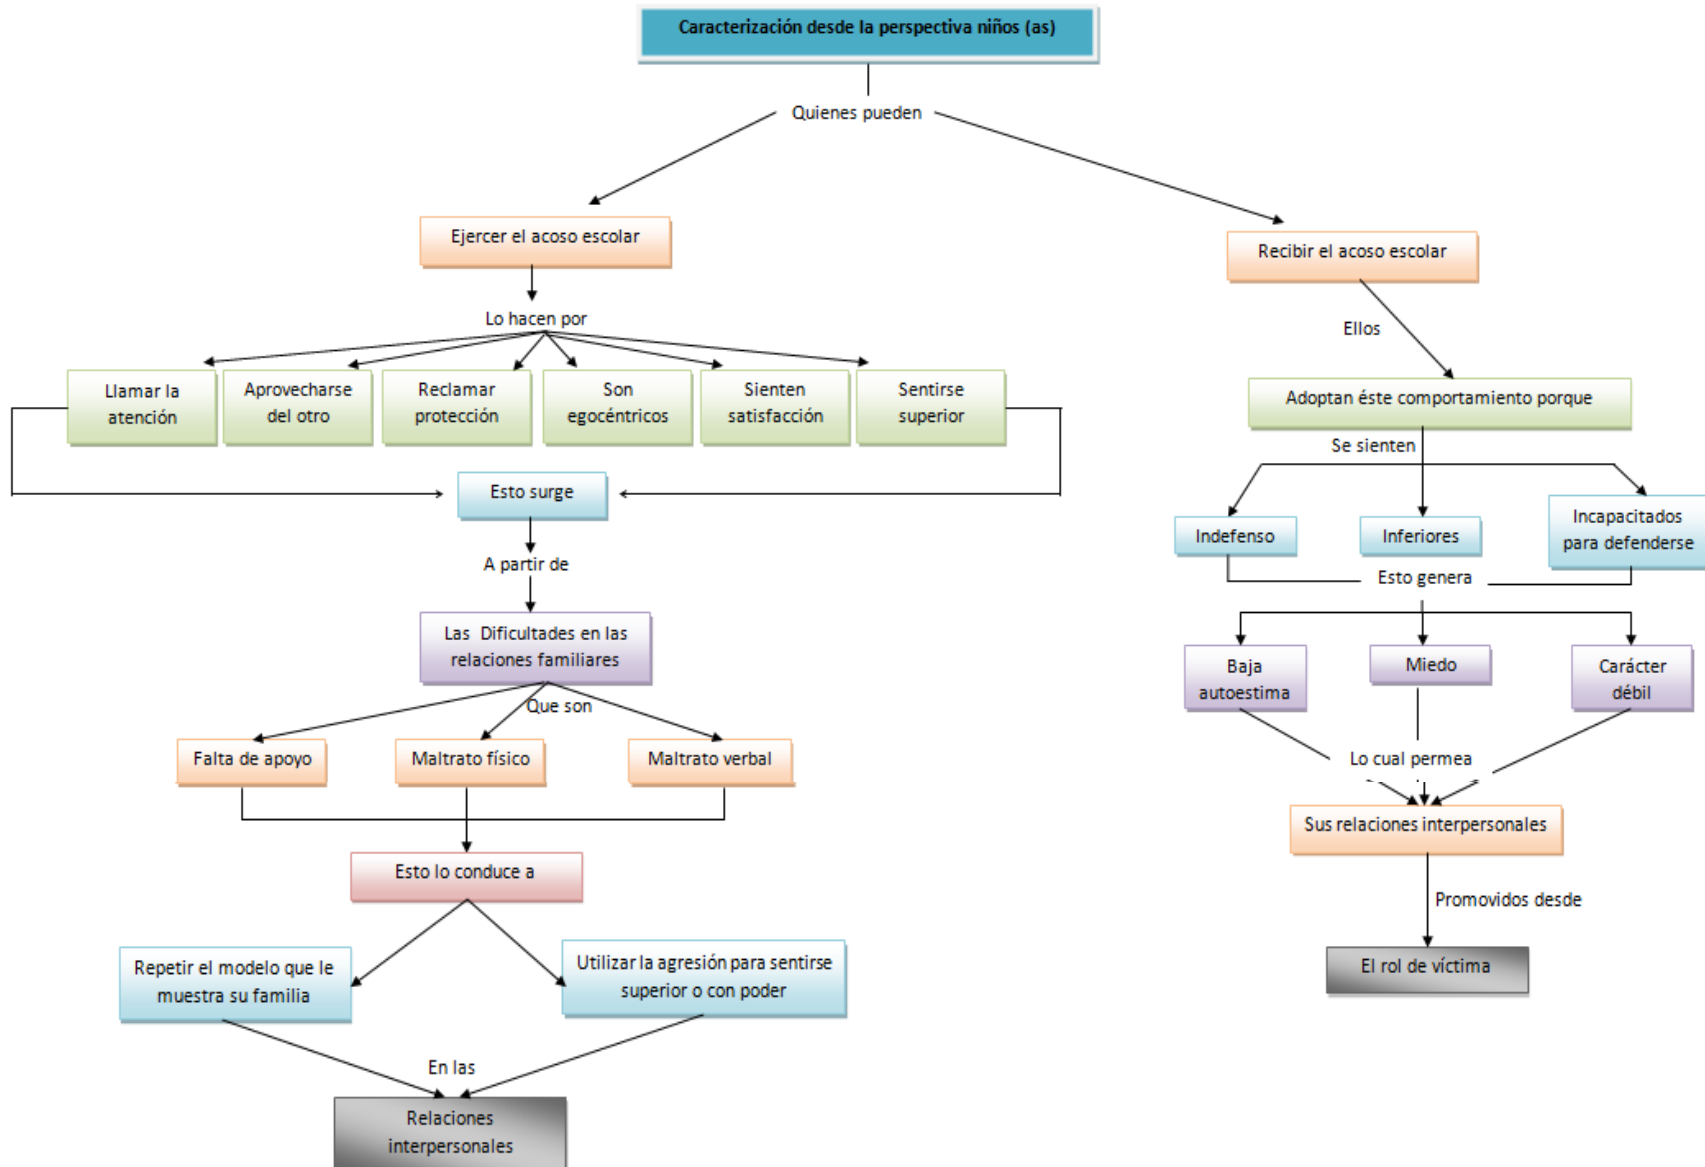 Caracterización desde la perspectiva niños (as)
Quienes pueden
Ejercer el acoso escolar
Recibir el acoso escolar
Lo hacen por
Ellos
Llamar la
atención
Aprovecharse
del otro
Reclamar
protección
Son
egocéntricos
Sienten
satisfacción
Sentirse
superior
Adoptan éste comportamiento porque
Se sienten
Esto surge
Indefenso
Inferiores
Incapacitados
para defenderse
A partir de
Esto genera
Las Dificultades en las
relaciones familiares
Baja
autoestima
Miedo
Carácter
débil
Que son
Falta de apoyo
Maltrato físico
Maltrato verbal
Lo cual permea
Sus relaciones interpersonales
Esto lo conduce a
Promovidos desde
Repetir el modelo que le
muestra su familia
Utilizar la agresión para sentirse
superior o con poder
El rol de víctima
En las
Relaciones
interpersonales